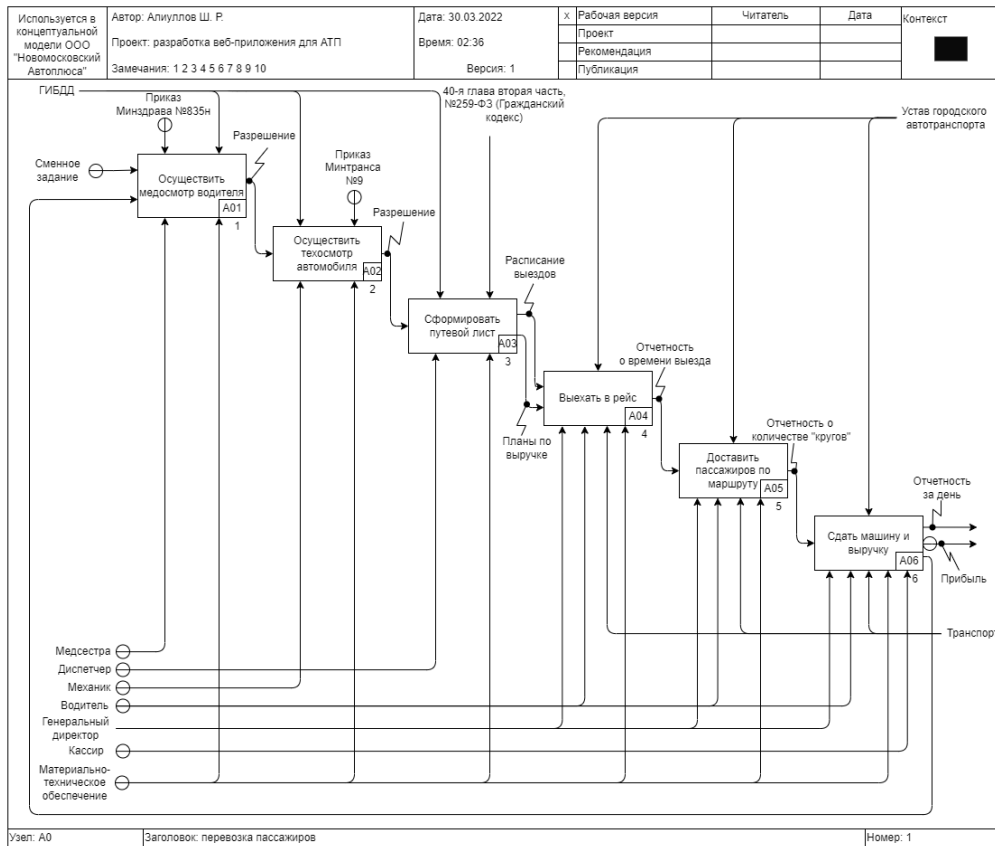 Используется в
концептуальной
модели ООО
"Новомосковский
Автоплюса"
Автор: Алиуллов Ш. Р.
Проект: разработка веб-приложения для АТП
Замечания: 1 2 3 4 5 6 7 8 9 10
Дата: 30.03.2022
Время: 02:36
Версия: 1
x
Рабочая версия
Проект
Рекомендация
Публикация
Читатель
Дата
Контекст
ГИБДД
Приказ
Минздрава №835н
Разрешение
40-я глава вторая часть,
№259-ФЗ (Гражданский
кодекс)
Устав городского
автотранспорта
Сменное
задание
Осуществить
медосмотр водителя
A01
1
Приказ
Минтранса
№9
Разрешение
Осуществить
техосмотр
автомобиля
A02
2
Расписание
выездов
Сформировать
путевой лист
A03
3
Отчетность
о времени выезда
Выехать в рейс
A04
4
Планы по
выручке
Отчетность о
количестве "кругов"
Доставить
пассажиров по
маршруту
A05
5
Отчетность
за день
Сдать машину и
выручку
A06
6
Прибыль
Транспорт
Медсестра
Диспетчер
Механик
Водитель
Генеральный
директор
Кассир
Материально-
техническое
обеспечение
Узел: A0
Заголовок: перевозка пассажиров
Номер: 1